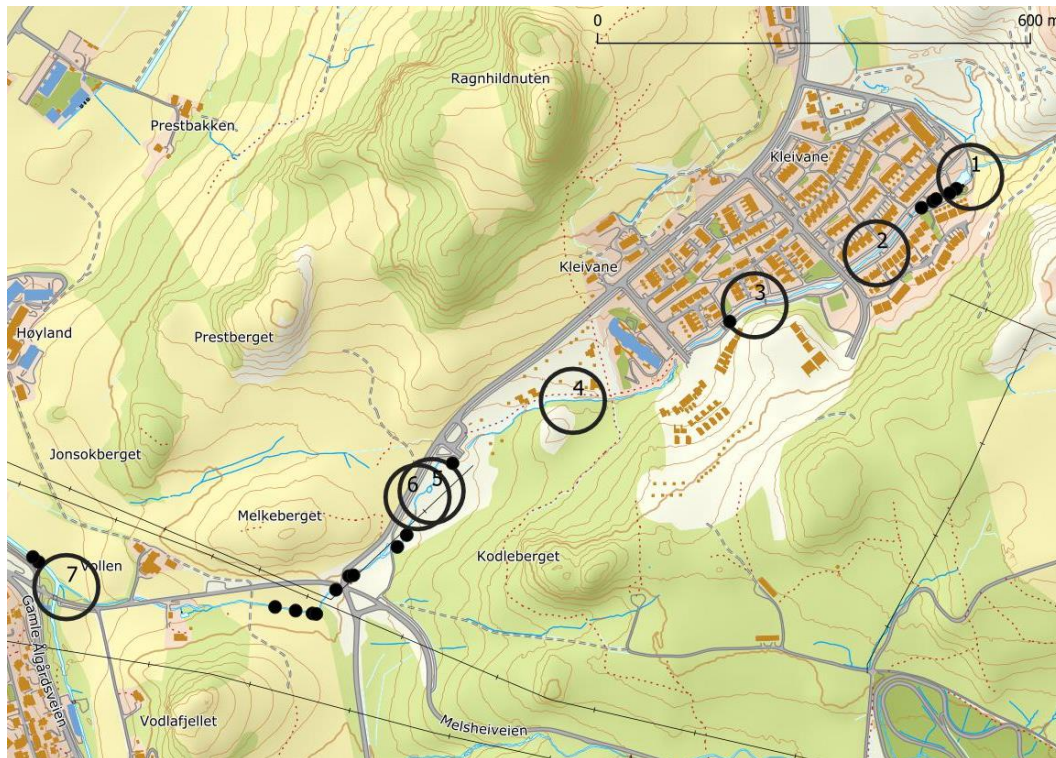 0
600 m
Ragnhildnuten
Prestbakken
Kleivane
1
2
Kleivane
3
Høyland
Prestberget
4
Jonsokberget
6
5
Melkeberget
Kodleberget
Vollen
7
Gamle Ålgårdsveien
Vodlafjellet
Melsheiveien